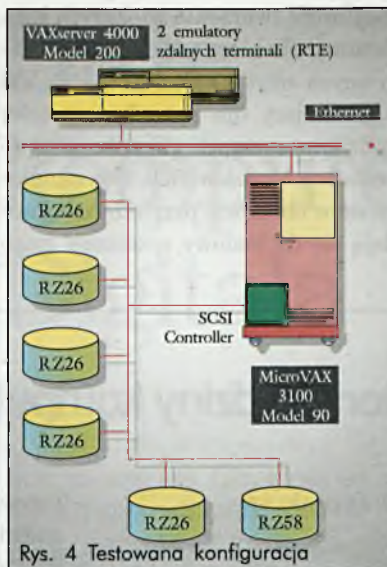 VAXserver 4000
Model 200
2 emulatory
zdalnych terminali (RTE)
Ethernet
RZ26
RZ26
RZ26
RZ26
SCSI
Controller
MicroVAX
3100
Model 90
RZ26
RZ58
Rys. 4 Testowana konfiguracja